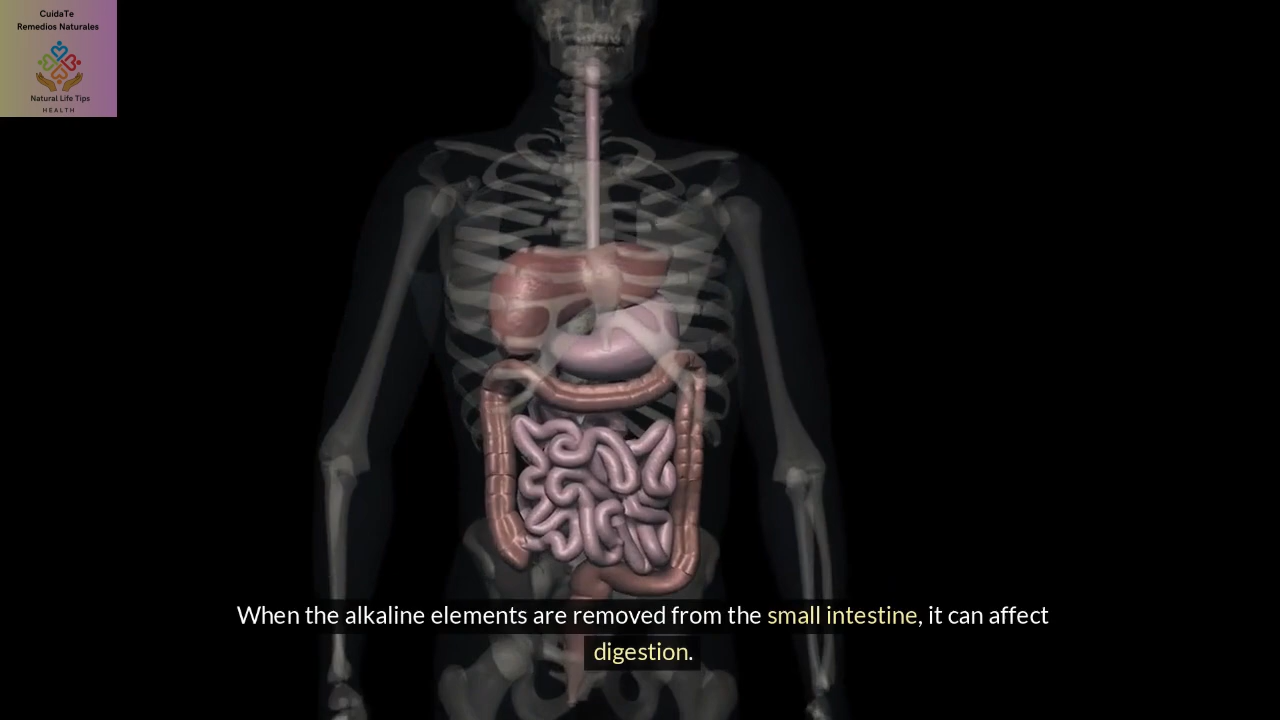 CuidaTe
Remedios Naturales
Natural Life Tips
HEALTH
When the alkaline elements are removed from the small intestine, it can affect
digestion.